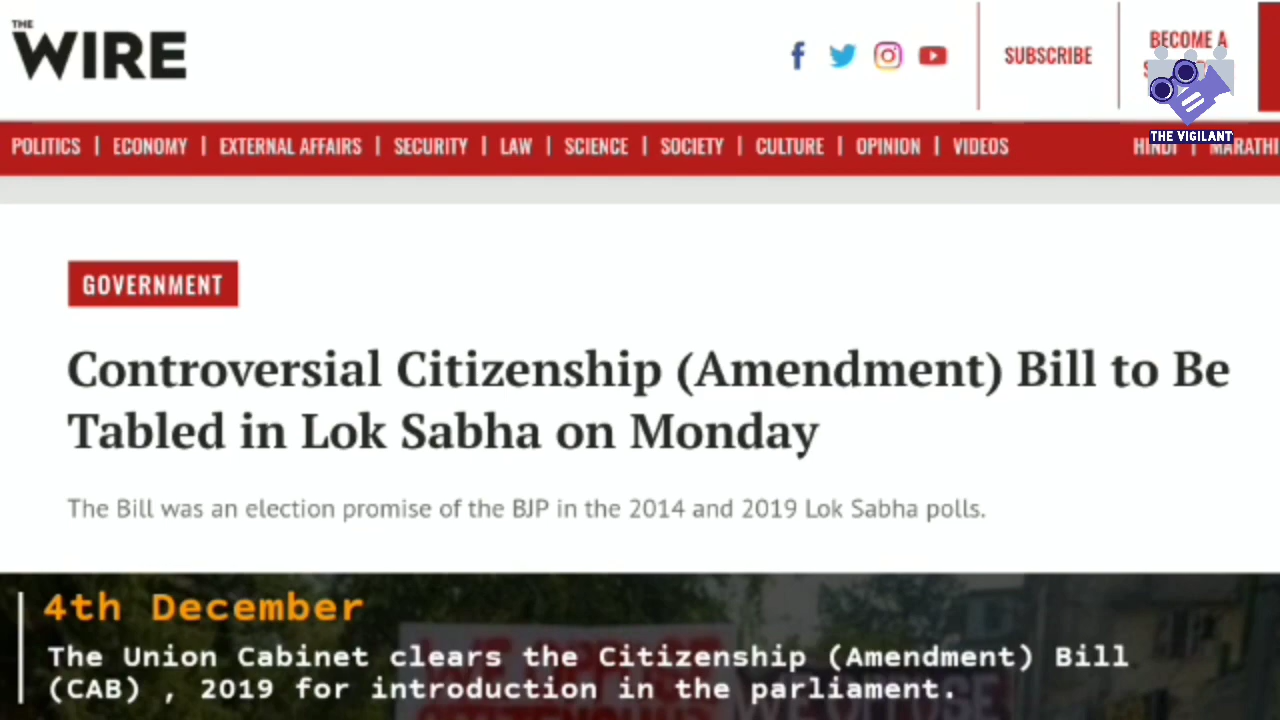 THE
WIRE
SUBSCRIBE
BECOME A
THE VIGILANT
POLITICS | ECONOMY | EXTERNAL AFFAIRS | SECURITY | LAW | SCIENCE | SOCIETY | CULTURE | OPINION | VIDEOS
HINDI | MARATHI
GOVERNMENT
Controversial Citizenship (Amendment) Bill to Be
Tabled in Lok Sabha on Monday
The Bill was an election promise of the BJP in the 2014 and 2019 Lok Sabha polls.
4th December
The Union Cabinet clears the Citizenship (Amendment) Bill
(CAB) , 2019 for introduction in the parliament.